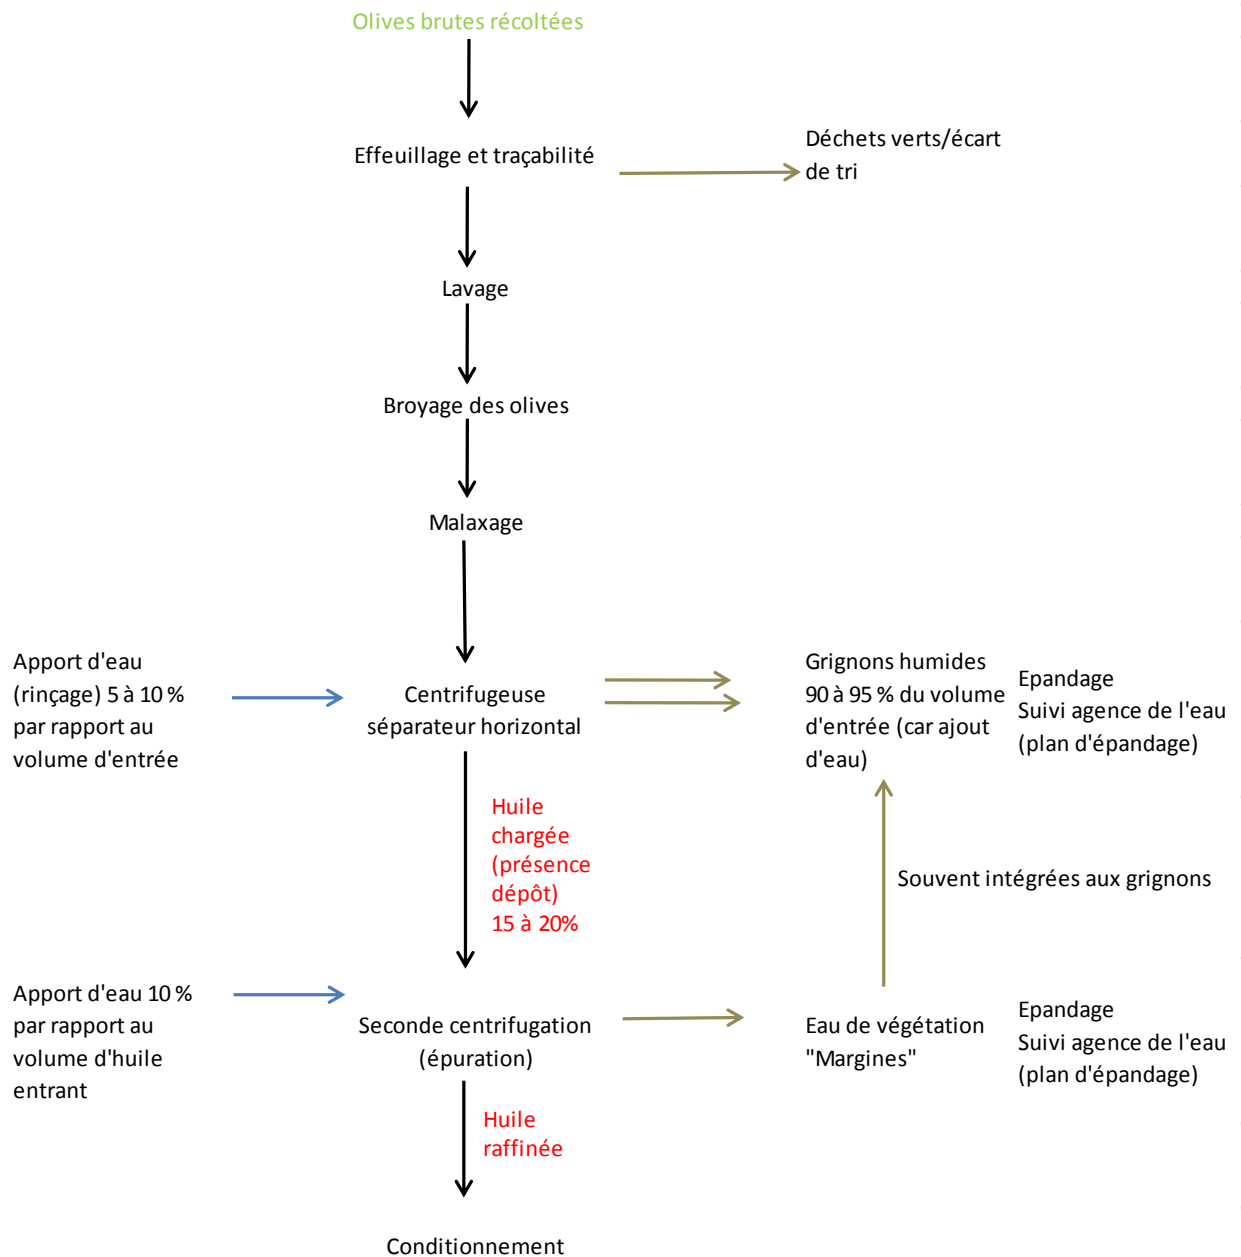 Olives brutes récoltées
Effeuillage et traçabilité
Déchets verts/écart
de tri
Lavage
Broyage des olives
Malaxage
Apport d'eau
(rinçage) 5 à 10 %
par rapport au
volume d'entrée
Centrifugeuse
séparateur horizontal
Grignons humides
90 à 95 % du volume
d'entrée (car ajout
d'eau)
Epandage
Suivi agence de l'eau
(plan d'épandage)
Huile
chargée
(présence
dépôt)
15 à 20%
Souvent intégrées aux grignons
Apport d'eau 10 %
par rapport au
volume d'huile
entrant
Seconde centrifugation
(épuration)
Eau de végétation
"Margines"
Epandage
Suivi agence de l'eau
(plan d'épandage)
Huile
raffinée
Conditionnement